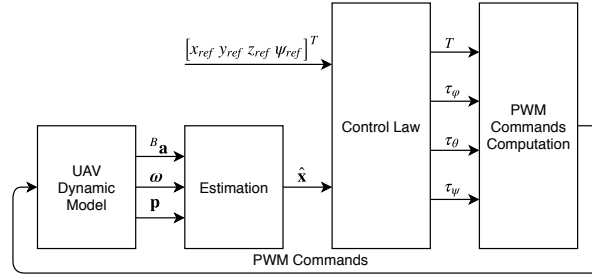 [x_ref y_ref z_ref ψ_ref]^T
T
τ_φ
τ_θ
τ_ψ
Control Law
PWM
Commands
Computation
UAV
Dynamic
Model
^B a
ω
p
Estimation
x̂
PWM Commands